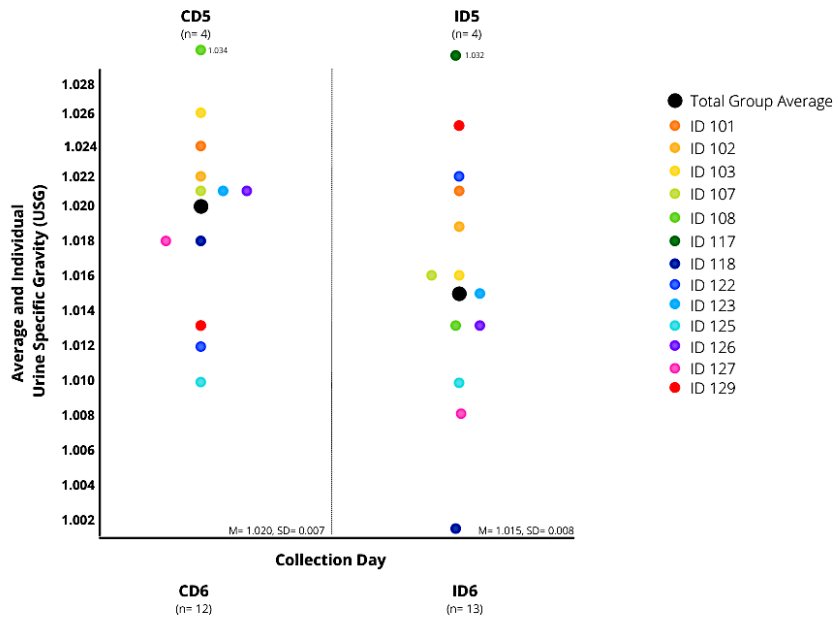 CD5
(n= 4)
ID5
(n= 4)
1.034
1.032
1.028
1.026
1.024
1.022
1.020
1.018
1.016
1.014
1.012
1.010
1.008
1.006
1.004
1.002
Average and Individual
Urine Specific Gravity (USG)
M= 1.020, SD= 0.007
M= 1.015, SD= 0.008
Collection Day
CD6
(n= 12)
ID6
(n= 13)
Total Group Average
ID 101
ID 102
ID 103
ID 107
ID 108
ID 117
ID 118
ID 122
ID 123
ID 125
ID 126
ID 127
ID 129